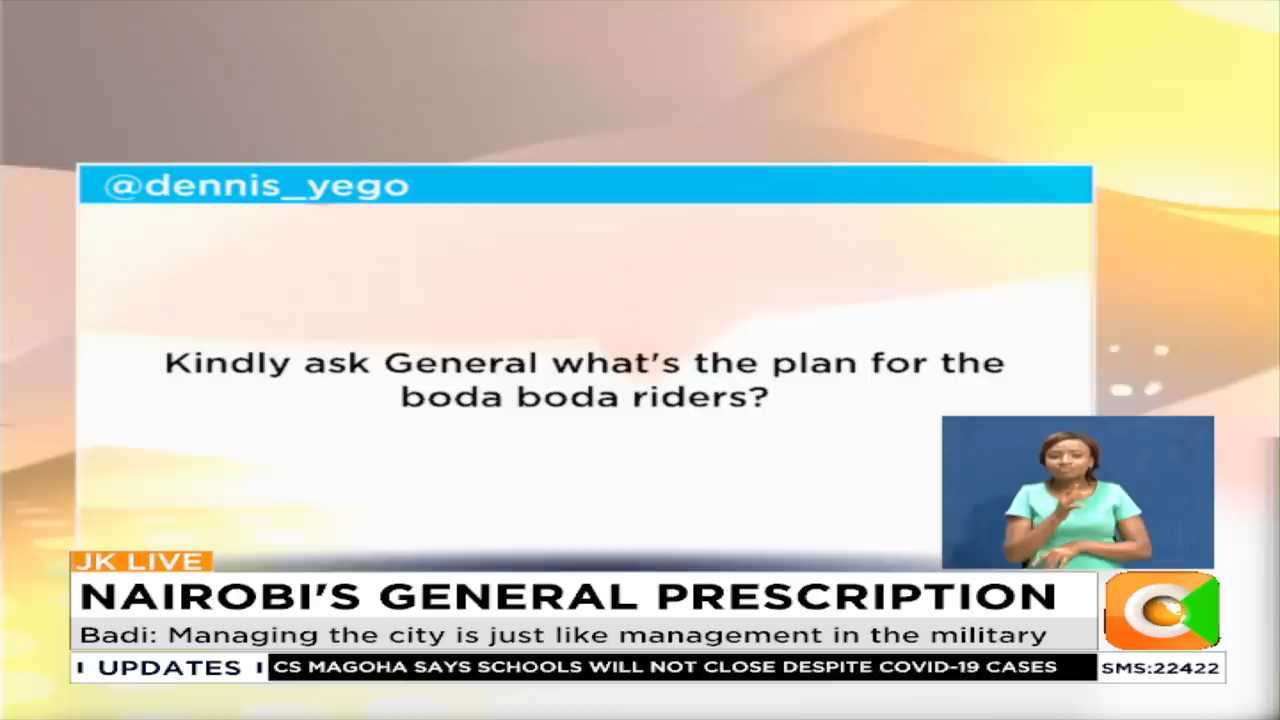 @dennis_yego
Kindly ask General what's the plan for the
boda boda riders?
JK LIVE
NAIROBI'S GENERAL PRESCRIPTION
Badi: Managing the city is just like management in the military
UPDATES CS MAGOHA SAYS SCHOOLS WILL NOT CLOSE DESPITE COVID-19 CASES SMS:22422